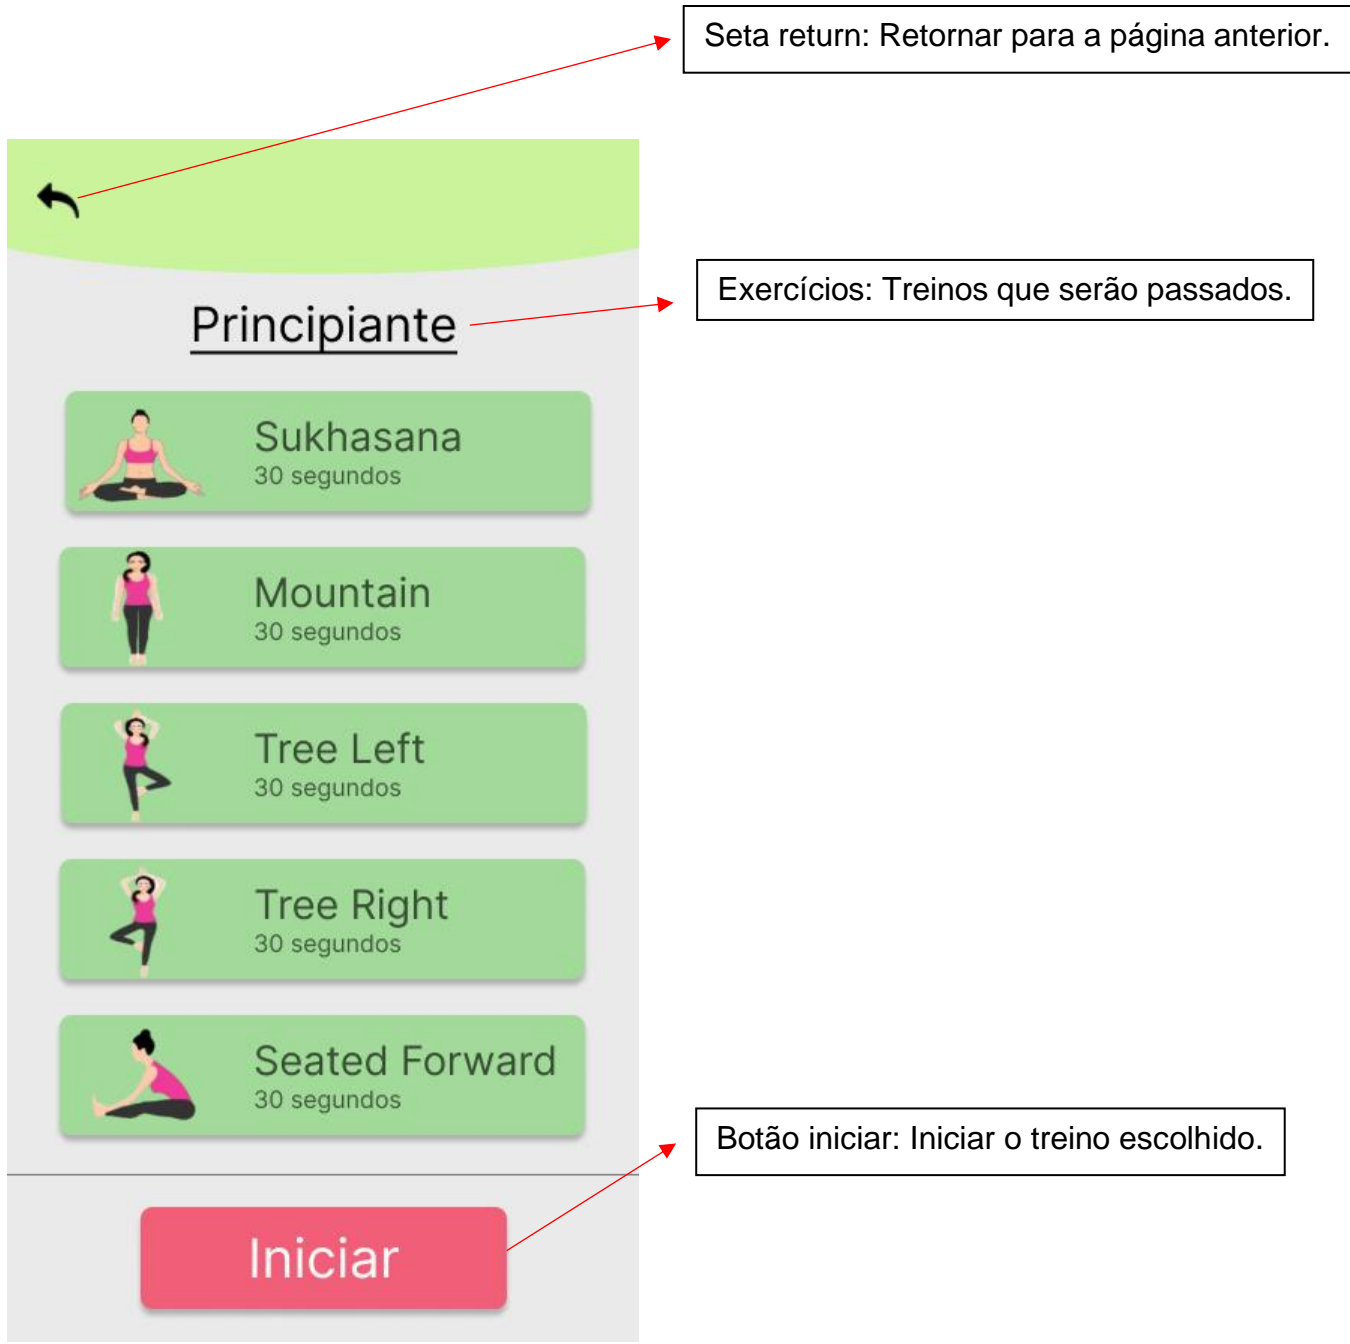 Seta return: Retornar para a página anterior.
Exercícios: Treinos que serão passados.
Principiante
Sukhasana
30 segundos
Mountain
30 segundos
Tree Left
30 segundos
Tree Right
30 segundos
Seated Forward
30 segundos
Botão iniciar: Iniciar o treino escolhido.
Iniciar